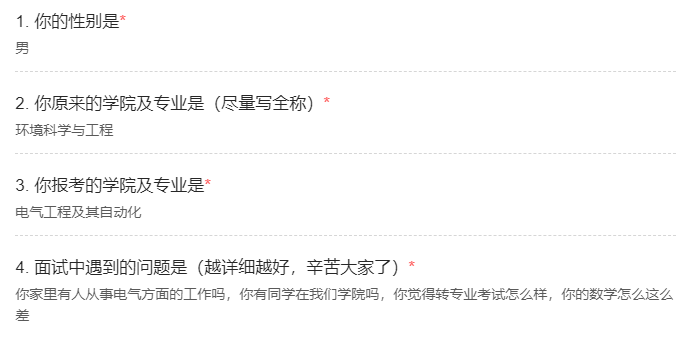 1. 你的性别是*
男
2. 你原来的学院及专业是（尽量写全称）*
环境科学与工程
3. 你报考的学院及专业是*
电气工程及其自动化
4. 面试中遇到的问题是（越详细越好，辛苦大家了）*
你家里有人从事电气方面的工作吗，你有同学在我们学院吗，你觉得转专业考试怎么样，你的数学怎么这么
差